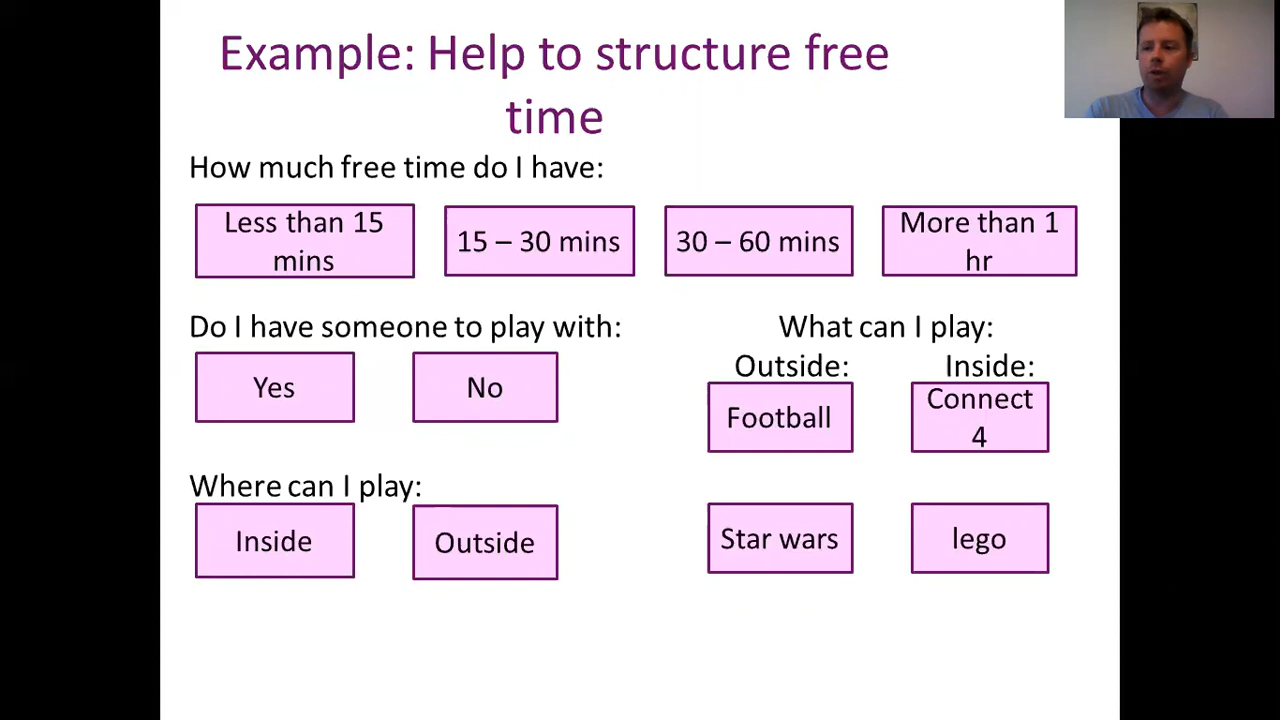 Example: Help to structure free
time
How much free time do I have:
Less than 15
mins
15 – 30 mins
30 – 60 mins
More than 1
hr
Do I have someone to play with:
Yes
No
What can I play:
Outside:
Inside:
Football
Connect
4
Where can I play:
Inside
Outside
Star wars
lego